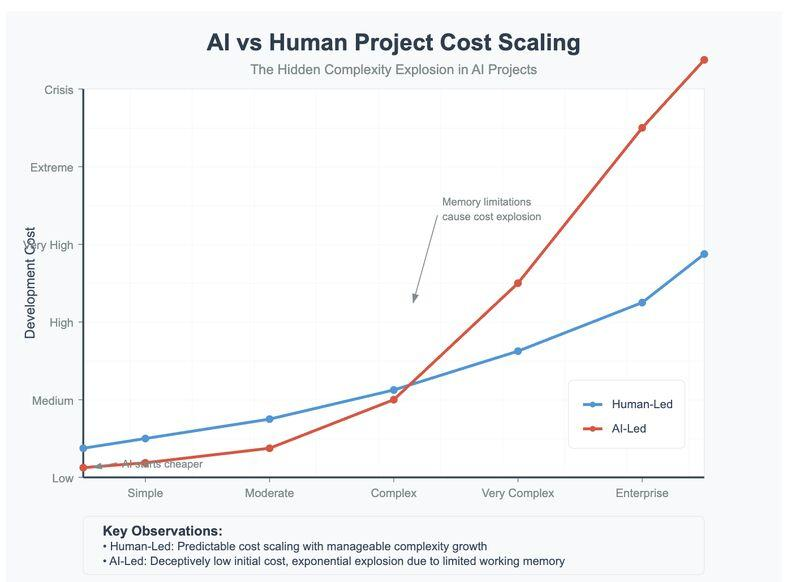 AI vs Human Project Cost Scaling
The Hidden Complexity Explosion in AI Projects
Crisis
Extreme
Very High
High
Medium
Low
Development Cost
Memory limitations
cause cost explosion
AI starts cheaper
Human-Led
AI-Led
Simple
Moderate
Complex
Very Complex
Enterprise
Key Observations:
• Human-Led: Predictable cost scaling with manageable complexity growth
• AI-Led: Deceptively low initial cost, exponential explosion due to limited working memory